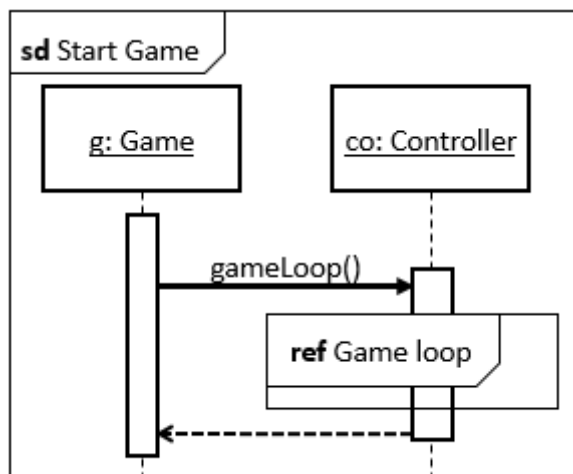 sd Start Game
g: Game
co: Controller
gameLoop()
ref Game loop